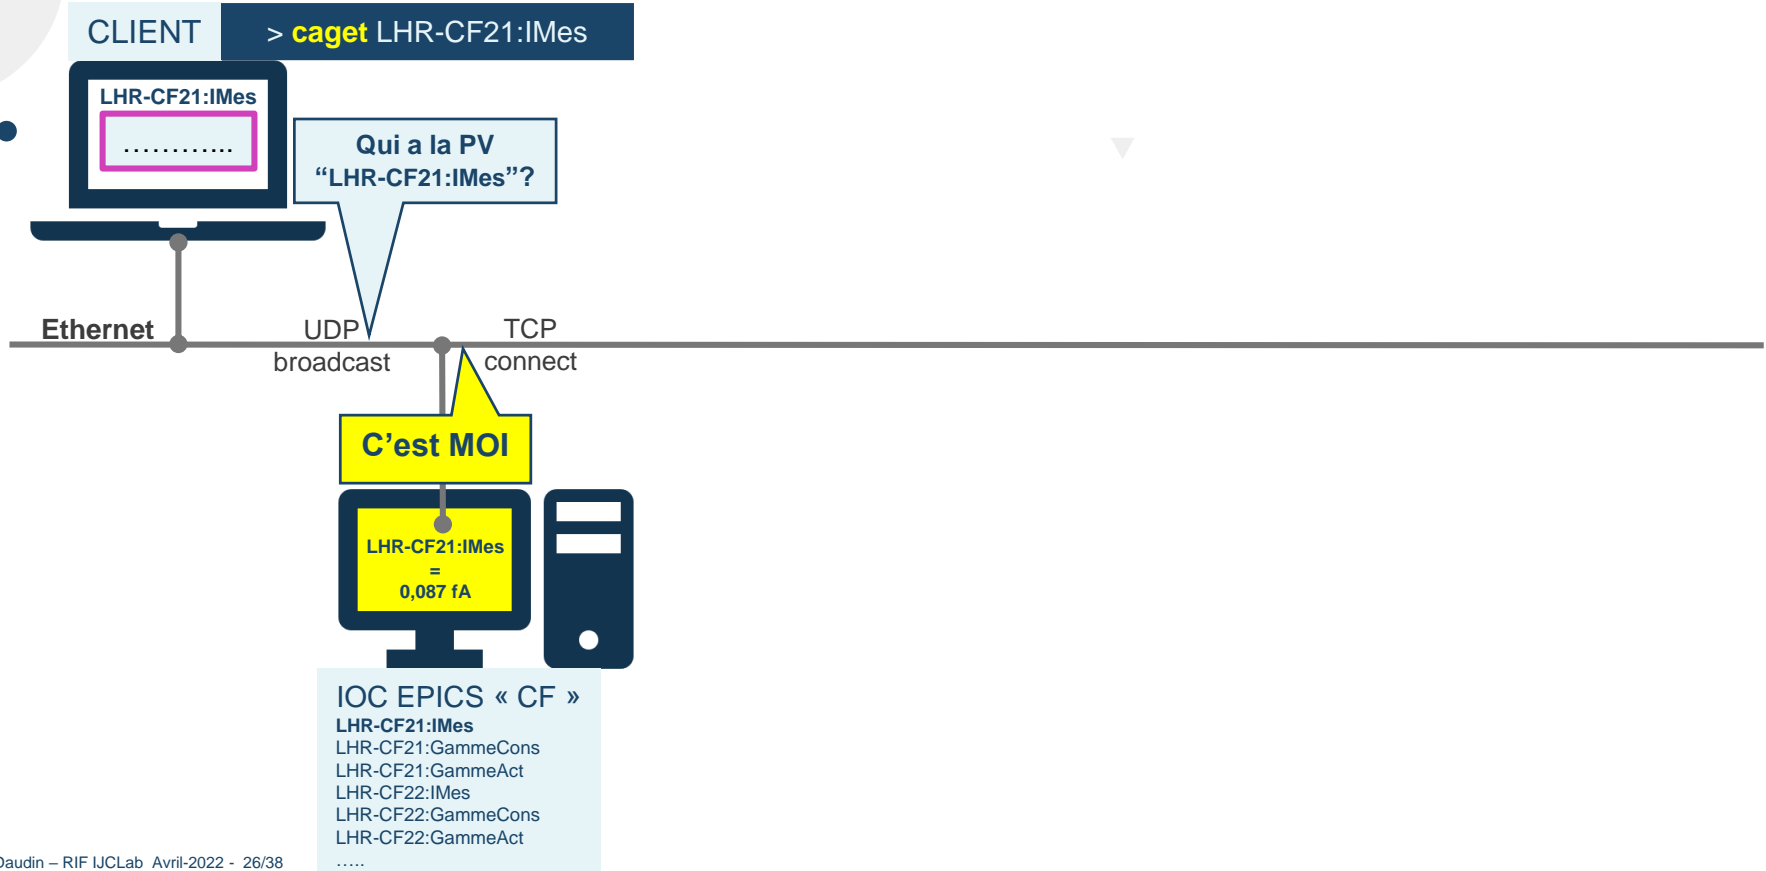 CLIENT
> caget LHR-CF21:IMes
LHR-CF21:IMes
…………...
Qui a la PV
“LHR-CF21:IMes”?
Ethernet
UDP
broadcast
TCP
connect
C’est MOI
LHR-CF21:IMes
=
0,087 fA
IOC EPICS « CF »
LHR-CF21:IMes
LHR-CF21:GammeCons
LHR-CF21:GammeAct
LHR-CF22:IMes
LHR-CF22:GammeCons
LHR-CF22:GammeAct
…..
Daudin – RIF IJCLab Avril-2022 - 26/38